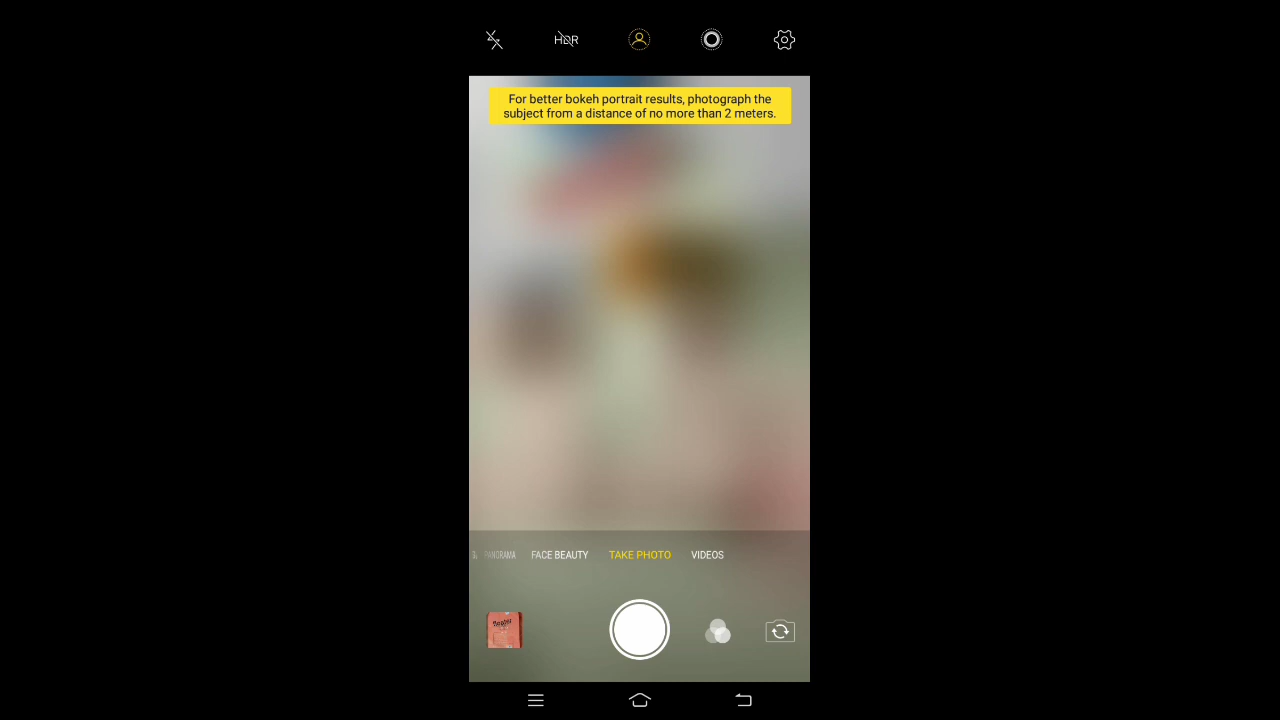 HDR
For better bokeh portrait results, photograph the
subject from a distance of no more than 2 meters.
PANORAMA FACE BEAUTY TAKE PHOTO VIDEOS